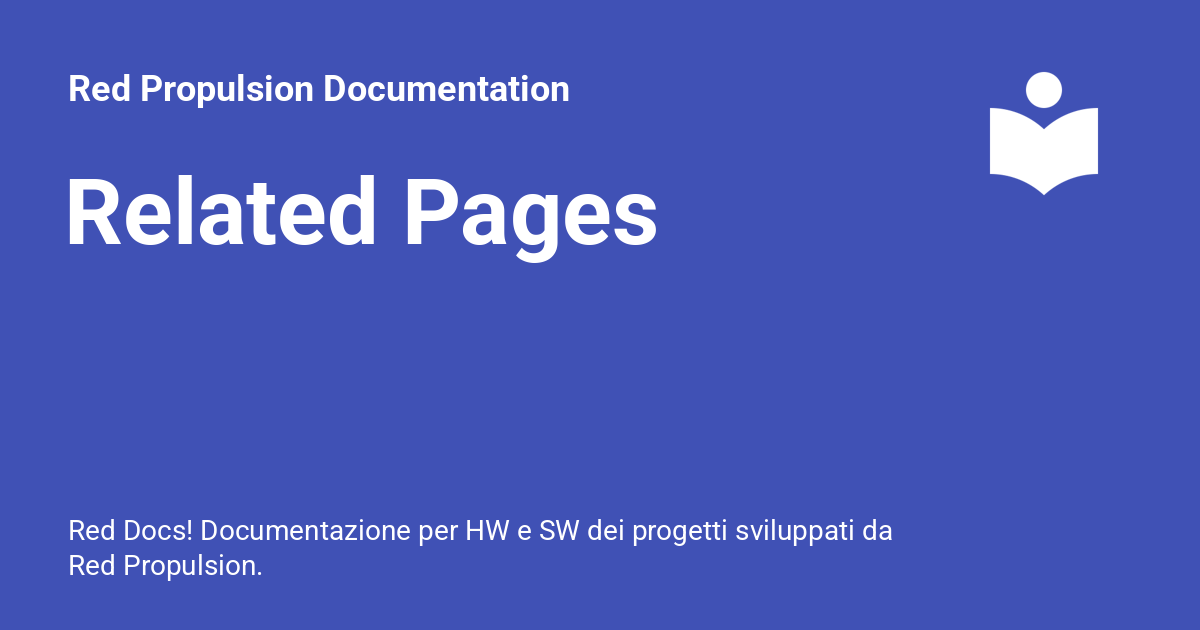 Red Propulsion Documentation
Related Pages
Red Docs! Documentazione per HW e SW dei progetti sviluppati da
Red Propulsion.